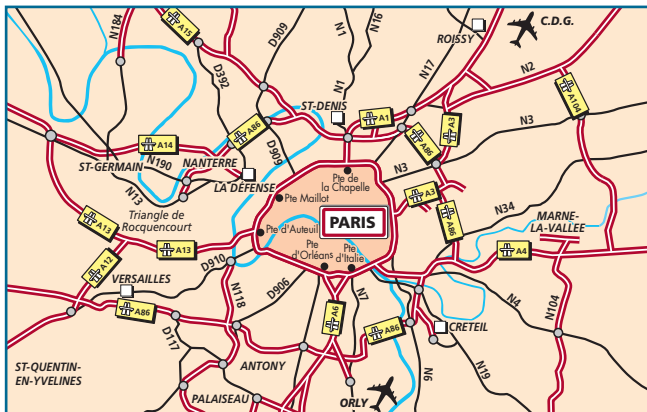 N184
A15
D909
N1
N16
ROISSY
C.D.G.
D392
N1
N17
N2
A104
ST-DENIS
A1
A3
N3
A86
A86
A14
D909
ST-GERMAIN
N190
NANTERRE
LA DÉFENSE
N13
N3
Pte de
la Chapelle
A3
N34
Pte Maillot
PARIS
MARNE-
LA-VALLEE
A86
Triangle de
Rocquencourt
A13
Pte d'Auteuil
A13
Pte
d'Orléans
Pte
d'Italie
A4
A12
D910
VERSAILLES
N118
D906
N7
N4
N104
A86
A6
A86
CRETEIL
D117
N19
ST-QUENTIN-
EN-YVELINES
ANTONY
N6
PALAISEAU
ORLY